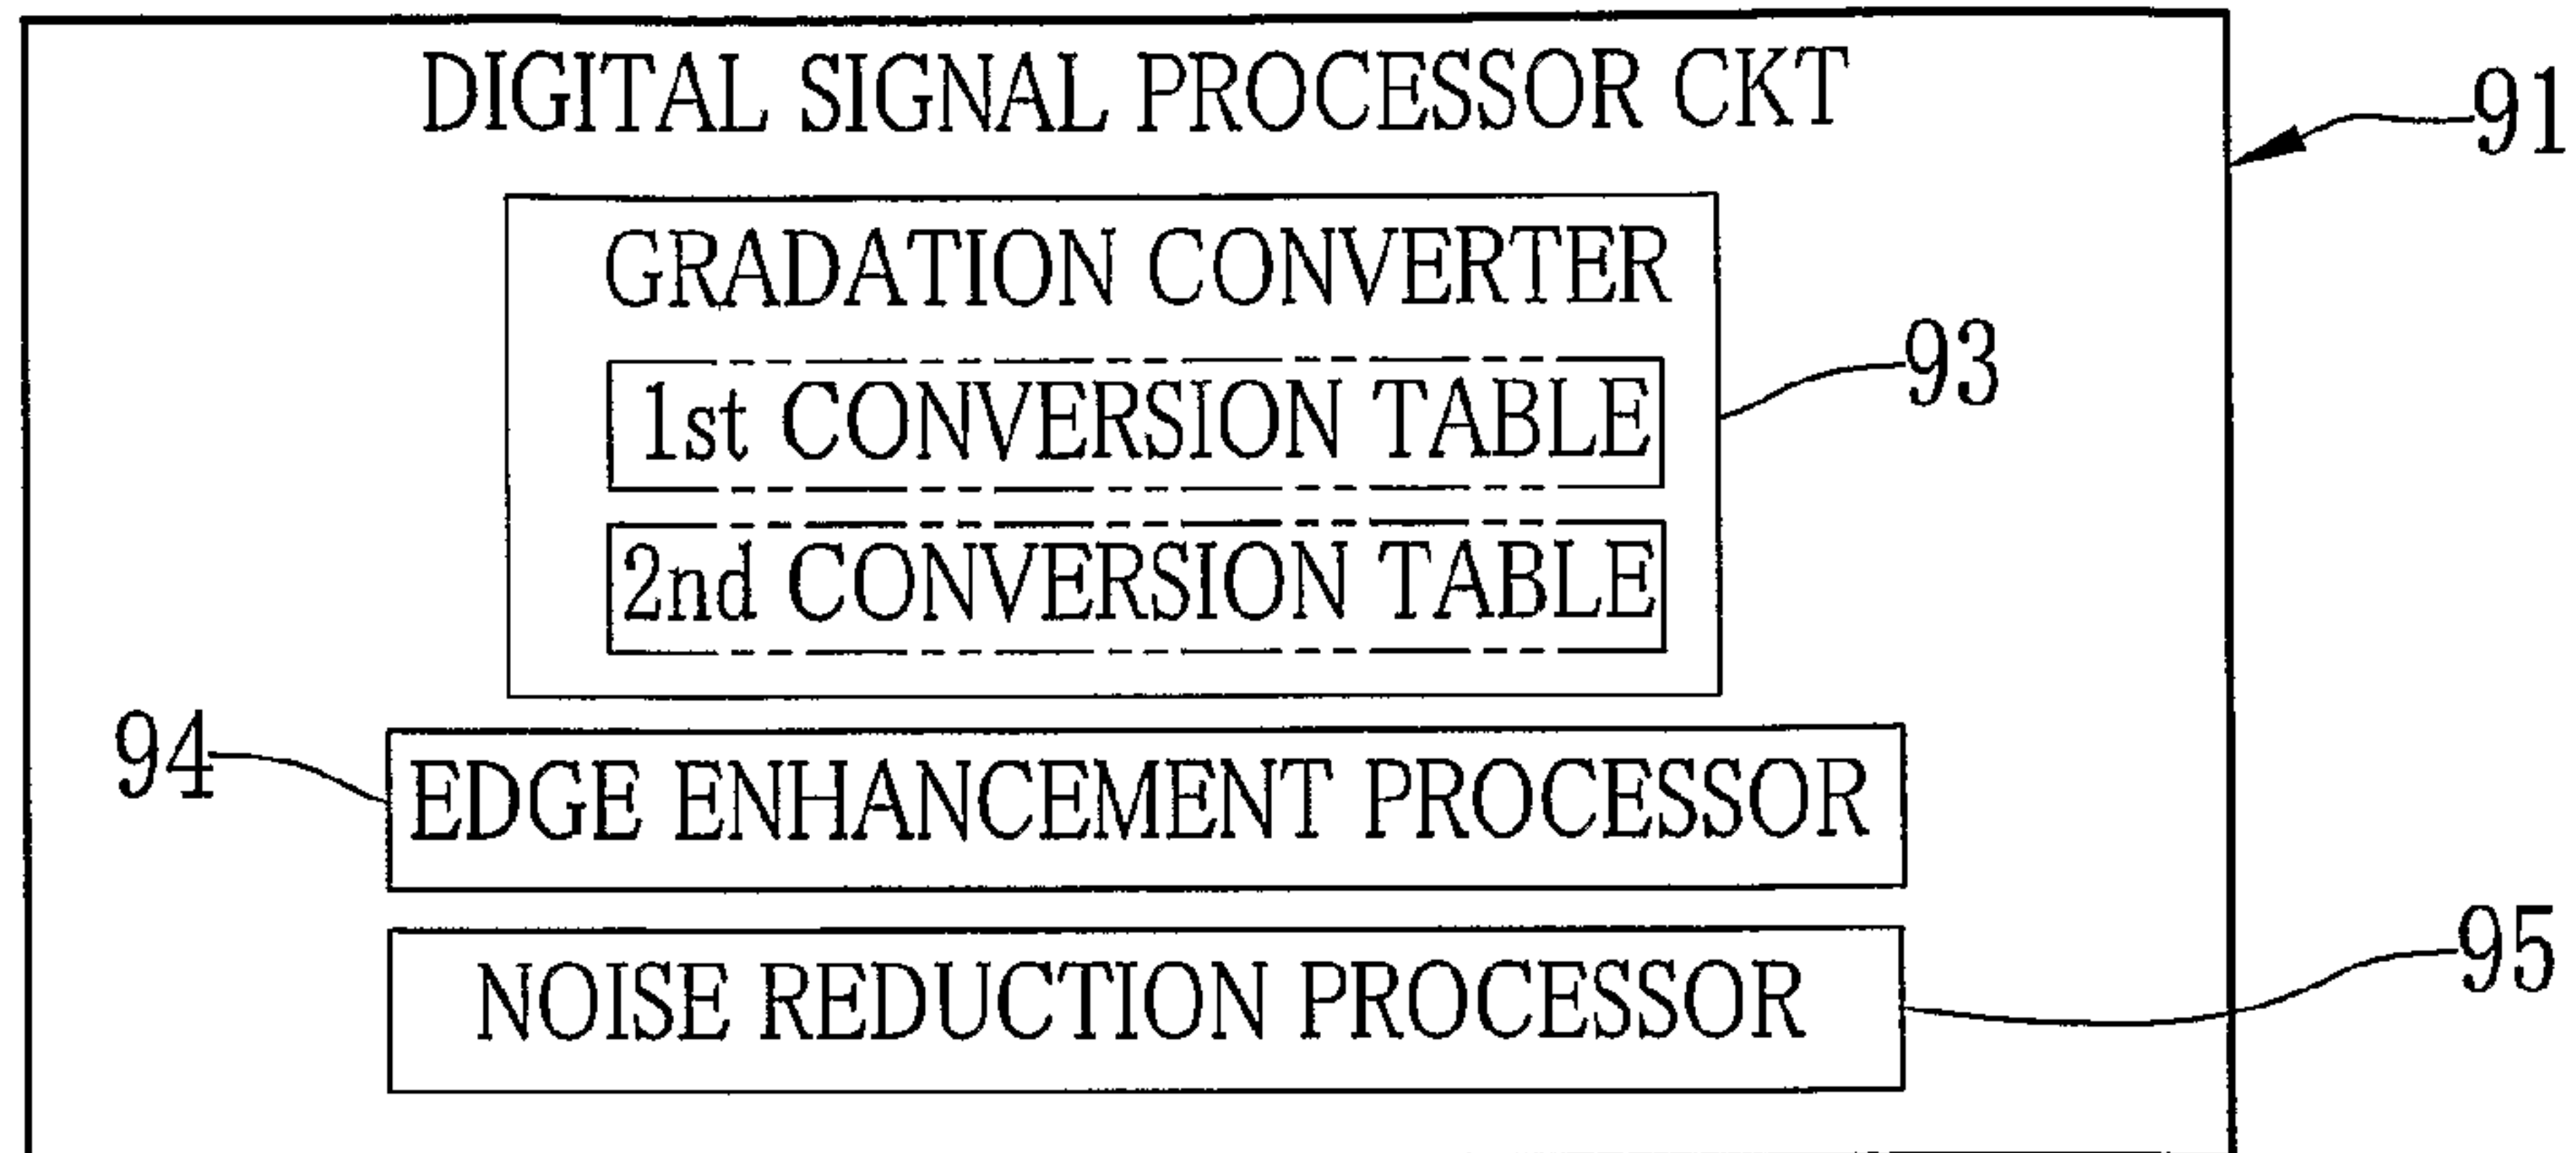 DIGITAL SIGNAL PROCESSOR CKT
91
GRADATION CONVERTER
1st CONVERSION TABLE
93
2nd CONVERSION TABLE
94
EDGE ENHANCEMENT PROCESSOR
NOISE REDUCTION PROCESSOR
95